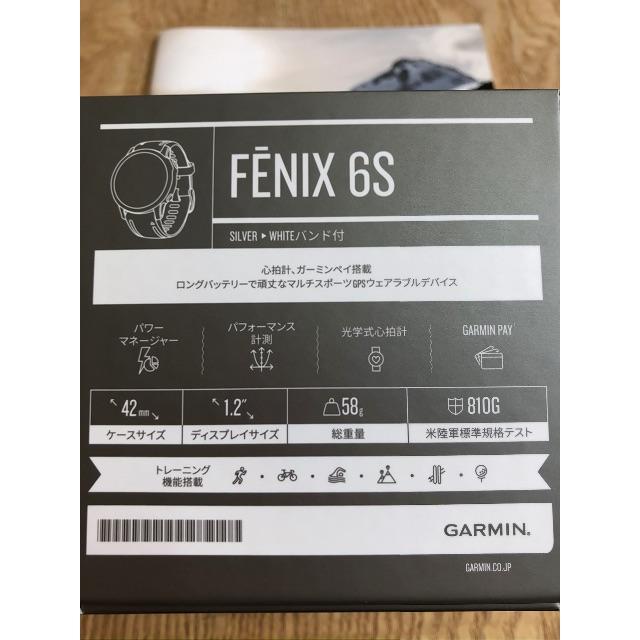 FĒNIX 6S
SILVER ▸ WHITEバンド付
心拍計、ガーミンペイ搭載
ロングバッテリーで頑丈なマルチスポーツGPSウェアラブルデバイス
パワー
マネージャー
パフォーマンス
計測
光学式心拍計
GARMIN PAY
42mm
ケースサイズ
1.2"
ディスプレイサイズ
58g
総重量
810G
米陸軍標準規格テスト
トレーニング
機能搭載
GARMIN®
GARMIN.CO.JP